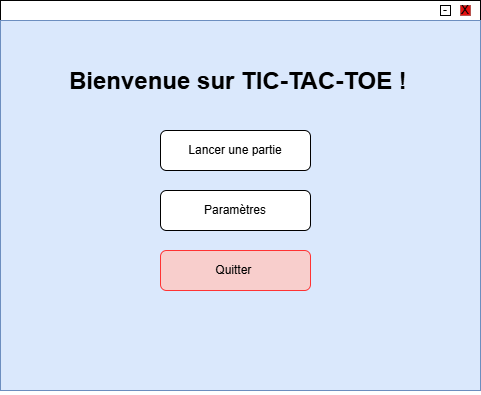 - X
Bienvenue sur TIC-TAC-TOE !
Lancer une partie
Paramètres
Quitter